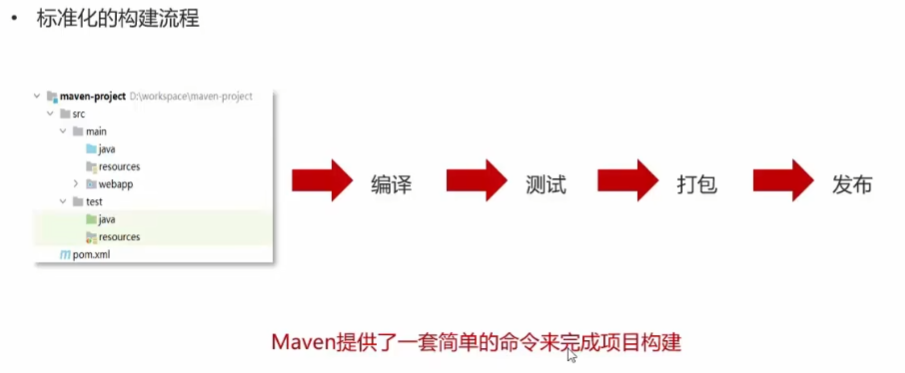 • 标准化的构建流程
maven-project D:\workspace\maven-project
src
main
java
resources
webapp
test
java
resources
pom.xml
编译 测试 打包 发布
Maven提供了一套简单的命令来完成项目构建